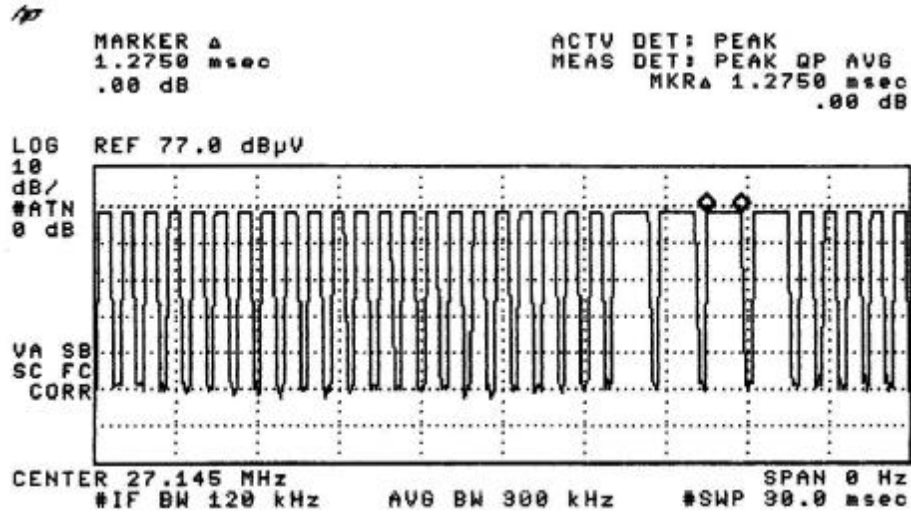 hp
MARKER Δ
1.2750 msec
.00 dB
ACTV DET: PEAK
MEAS DET: PEAK QP AVG
MKRΔ 1.2750 msec
.00 dB
LOG REF 77.0 dBμV
10
dB/
#ATN
0 dB
VA SB
SC FC
CORR
CENTER 27.145 MHz SPAN 0 Hz
#IF BW 120 kHz AVG BW 300 kHz #SWP 30.0 msec